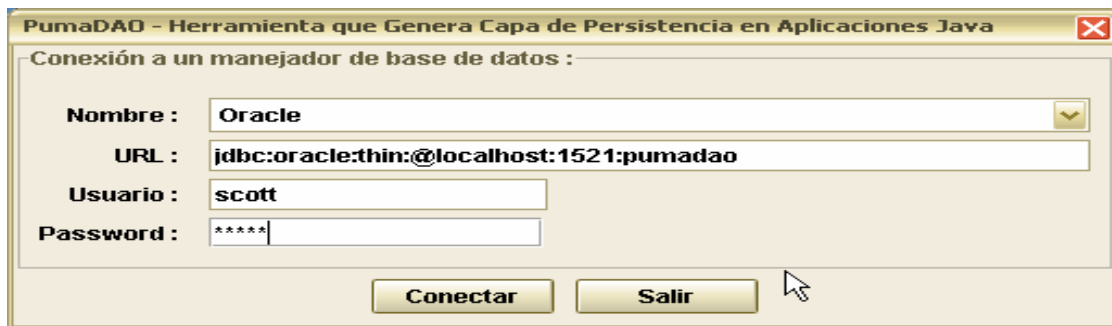 PumaDAO - Herramienta que Genera Capa de Persistencia en Aplicaciones Java
Conexión a un manejador de base de datos :
Nombre : Oracle
URL : jdbc:oracle:thin:@localhost:1521:pumadao
Usuario : scott
Password : *****
Conectar Salir